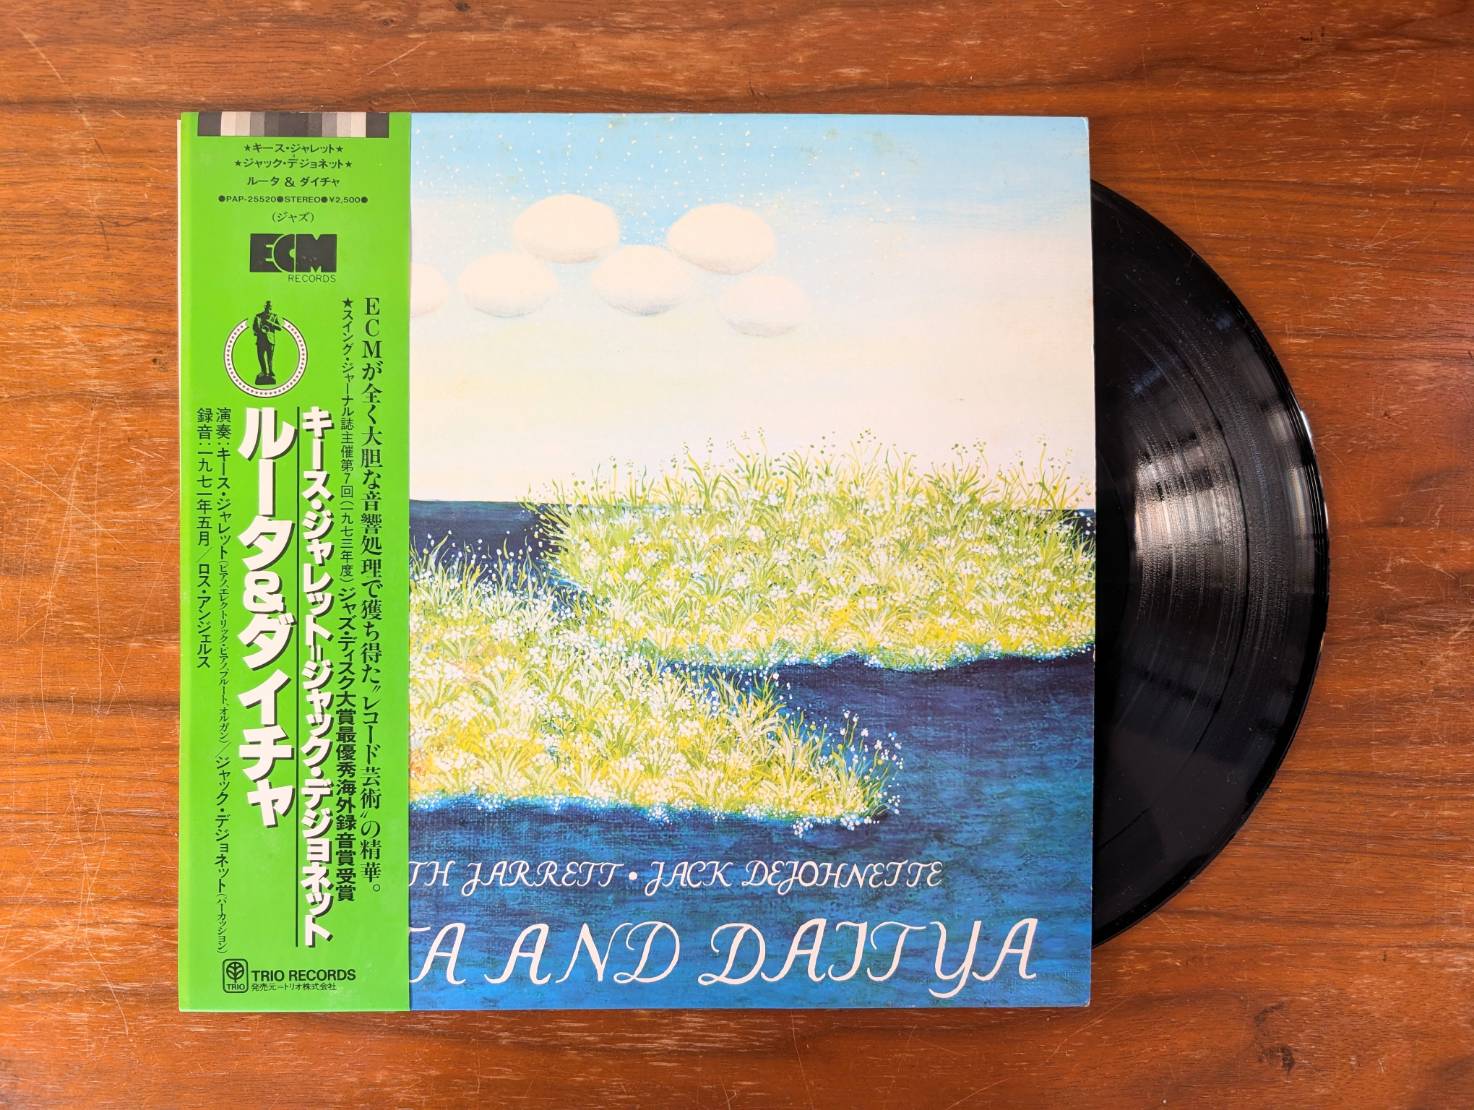 ★キース・ジャレット★
★ジャック・デジョネット★
ルータ & ダイチャ
●PAP-25520●STEREO●¥2,500●
(ジャズ)
ECM
RECORDS
ECMが全く大胆な音響処理で獲ち得た〝レコード芸術〟の精華。
★スイング・ジャーナル誌主催第7回(一九七三年度)ジャズ・ディスク大賞最優秀海外録音賞受賞
キース・ジャレット=ジャック・デジョネット
ルータ&ダイチャ
演奏:キース・ジャレット(ピアノ、エレクトリック・ピアノ、フルート、オルガン)/ジャック・デジョネット(パーカッション)
録音:一九七一年五月/ロス・アンジェルス
TRIO
TRIO RECORDS
発売元—トリオ株式会社
TH JARRETT • JACK DEJOHNETTE
TA AND DAITYA